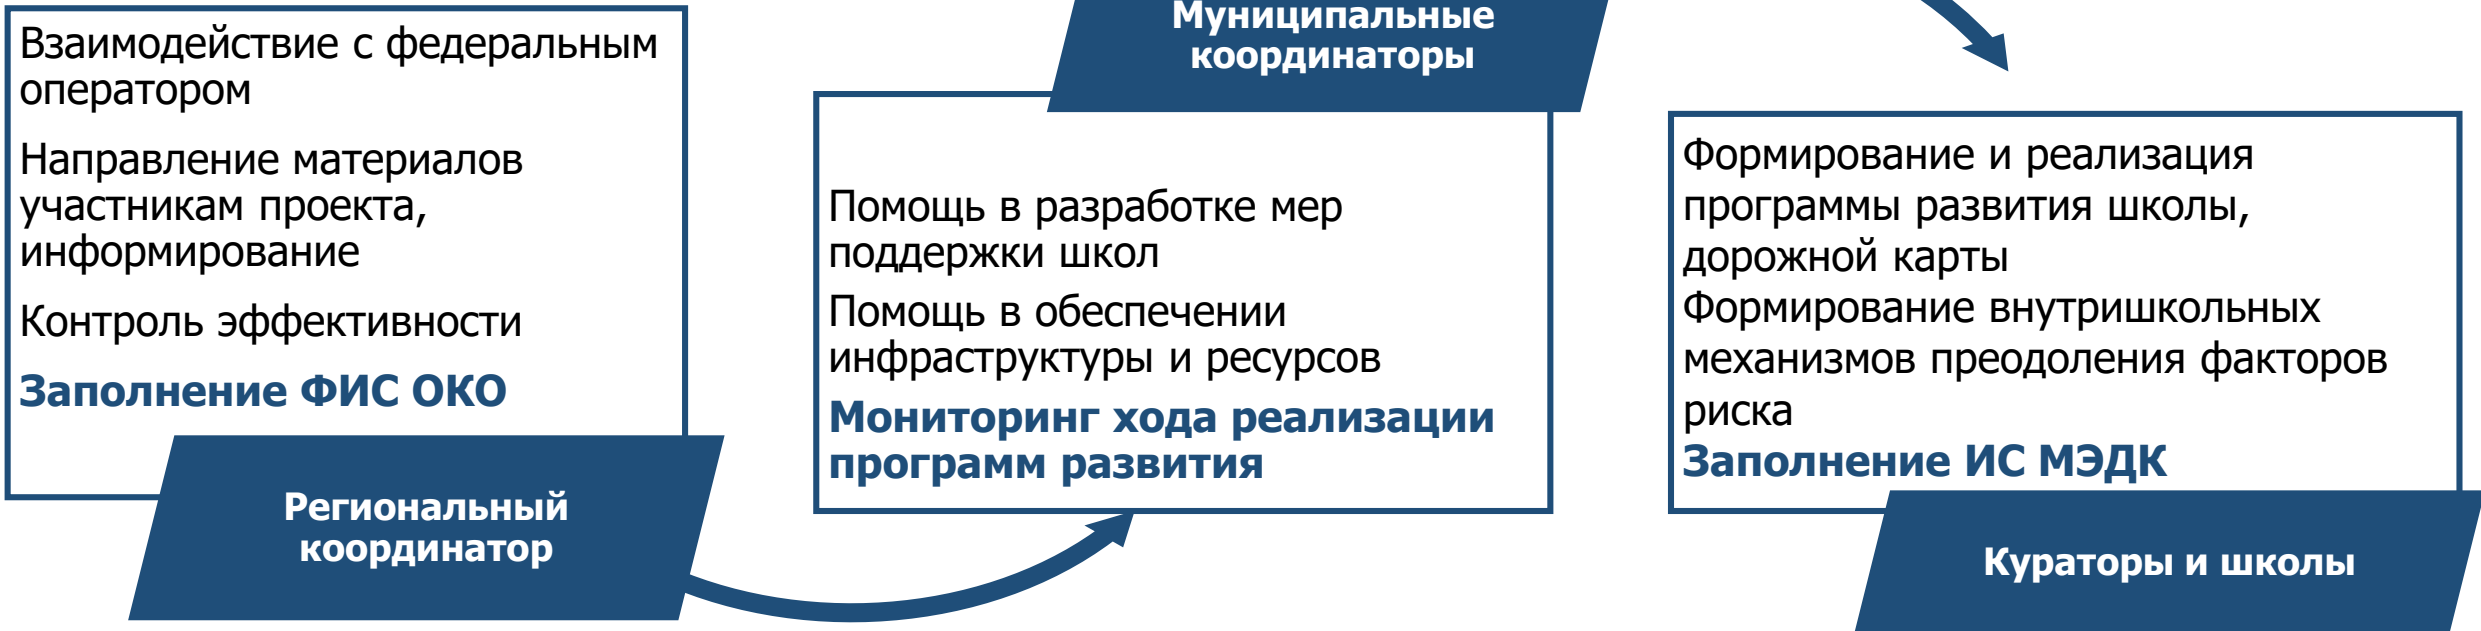 Взаимодействие с федеральным
оператором
Направление материалов
участникам проекта,
информирование
Контроль эффективности
Заполнение ФИС ОКО
Региональный
координатор
Муниципальные
координаторы
Помощь в разработке мер
поддержки школ
Помощь в обеспечении
инфраструктуры и ресурсов
Мониторинг хода реализации
программ развития
Формирование и реализация
программы развития школы,
дорожной карты
Формирование внутришкольных
механизмов преодоления факторов
риска
Заполнение ИС МЭДК
Кураторы и школы